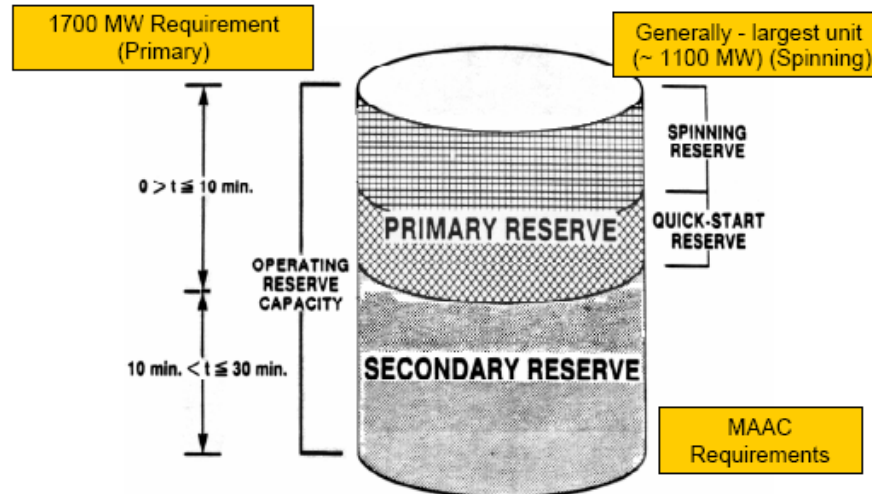 1700 MW Requirement
(Primary)
Generally - largest unit
(~ 1100 MW) (Spinning)
SPINNING
RESERVE
0 > t ≦ 10 min.
PRIMARY RESERVE
QUICK-START
RESERVE
OPERATING
RESERVE
CAPACITY
10 min. < t ≦ 30 min.
SECONDARY RESERVE
MAAC
Requirements